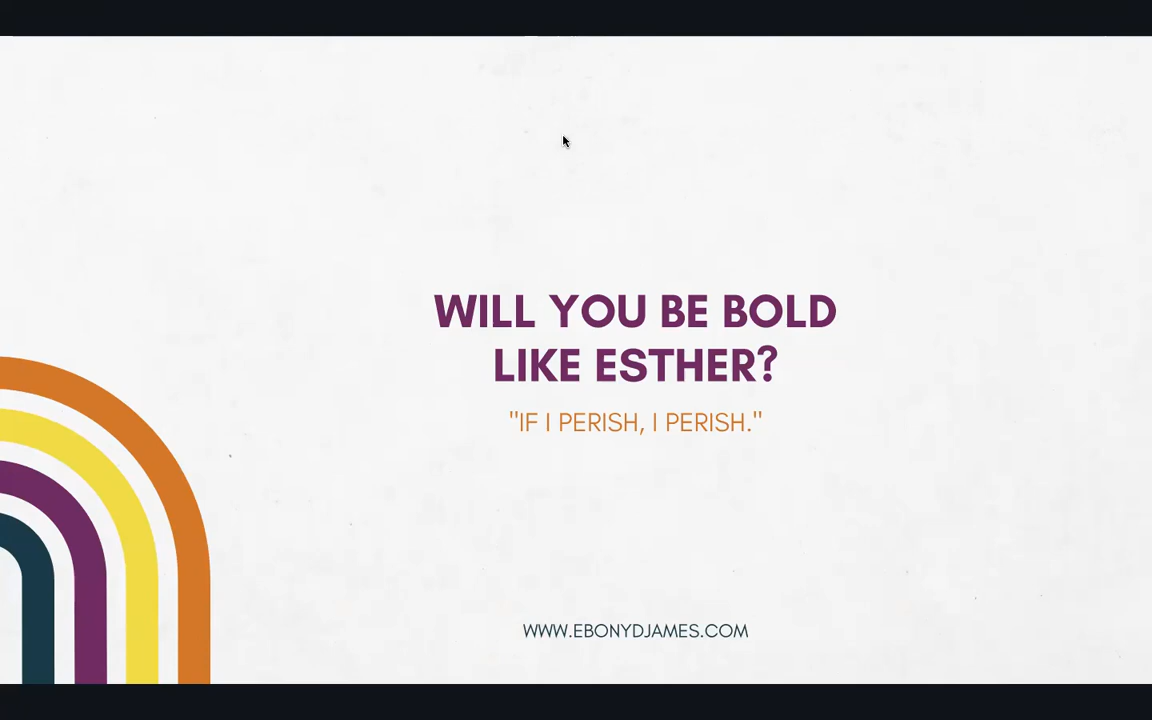 WILL YOU BE BOLD
LIKE ESTHER?
"IF I PERISH, I PERISH."
WWW.EBONYDJAMES.COM